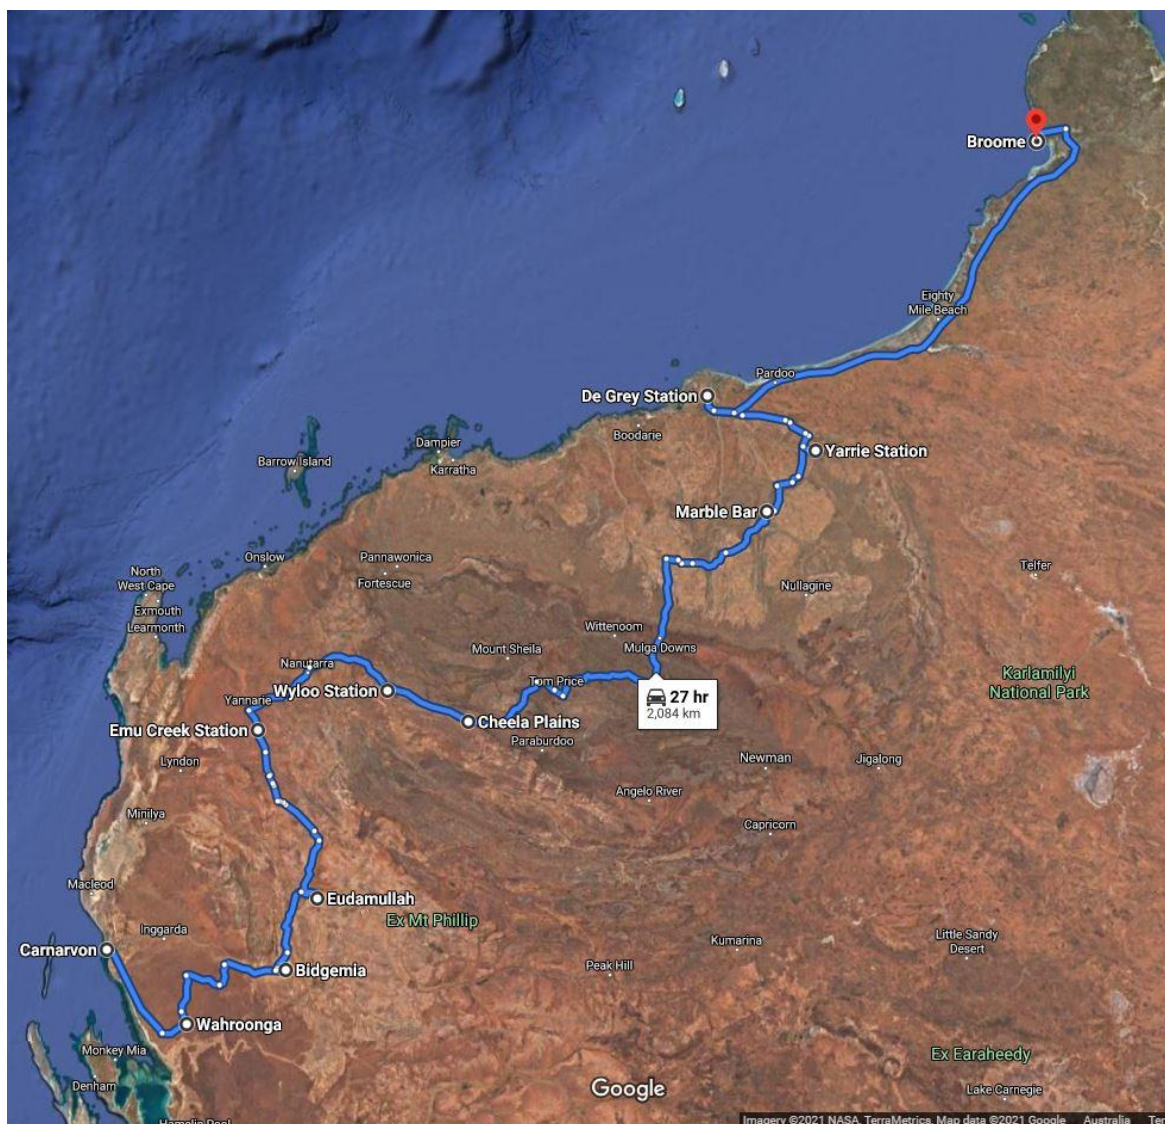 Broome
Eighty
Mile Beach
Pardoo
De Grey Station
Boodarie
Dampier
Karratha
Barrow Island
Yarrie Station
Marble Bar
Onslow
Pannawonica
Fortescue
Telfer
North
West Cape
Exmouth
Learmonth
Nullagine
Wittenoom
Mulga Downs
Mount Sheila
Nanutarra
Tom Price
Karlamilyi
National Park
Wyloo Station
27 hr
2,084 km
Yannarie
Cheela Plains
Emu Creek Station
Paraburdoo
Lyndon
Newman
Jigalong
Angelo River
Minilya
Capricorn
Macleod
Eudamullah
Ex Mt Phillip
Inggarda
Carnarvon
Kumarina
Little Sandy
Desert
Bidgemia
Peak Hill
Wahroonga
Monkey Mia
Denham
Ex Earaheedy
Google
Lake Carnegie
Imagery ©2021 NASA, TerraMetrics, Map data ©2021 Google Australia